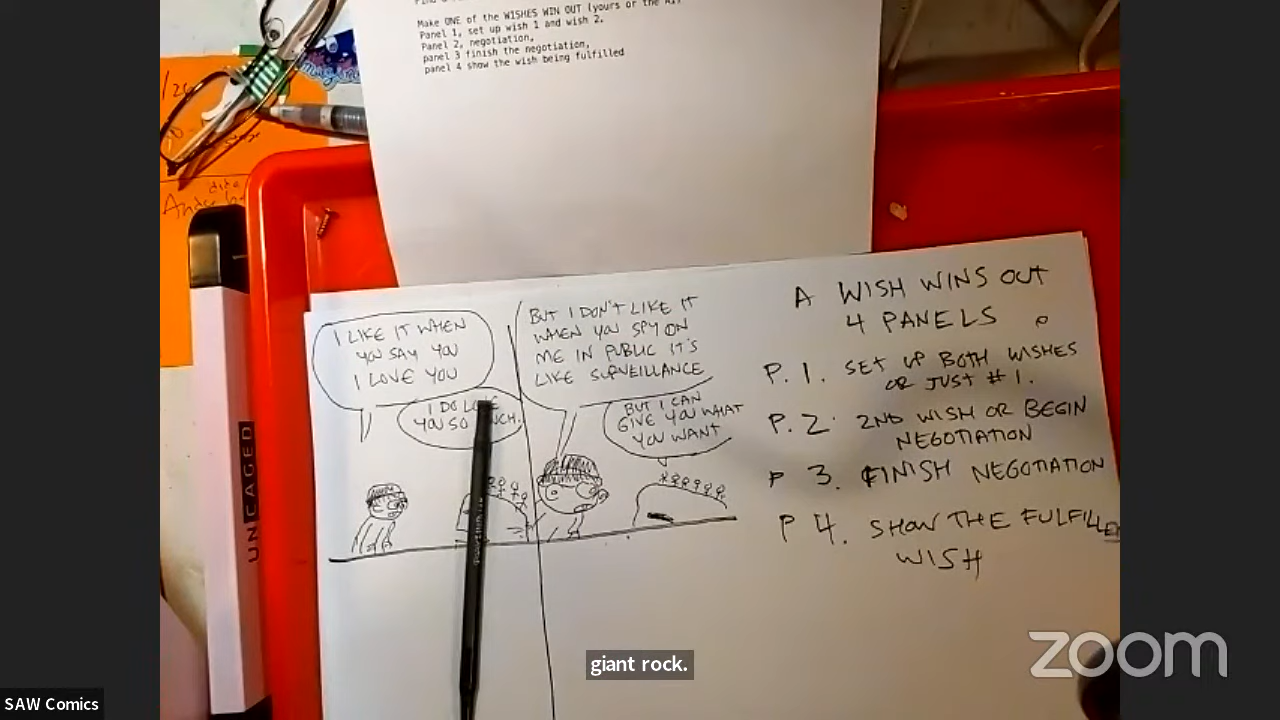 Make ONE of the WISHES WIN OUT (yours or the AI
Panel 1, set up wish 1 and wish 2.
Panel 2, negotiation,
panel 3 finish the negotiation,
panel 4 show the wish being fulfilled
I LIKE IT WHEN
YOU SAY YOU
I LOVE YOU
I DO LOVE
YOU SO MUCH.
BUT I DON'T LIKE IT
WHEN YOU SPY ON
ME IN PUBLIC IT'S
LIKE SURVEILLANCE
BUT I CAN
GIVE YOU WHAT
YOU WANT
A WISH WINS OUT
4 PANELS
P. 1. SET UP BOTH WISHES
OR JUST #1.
P. 2. 2ND WISH OR BEGIN
NEGOTIATION
P 3. FINISH NEGOTIATION
P 4. SHOW THE FULFILLED
WISH
UNCAGED
giant rock.
zoom
SAW Comics